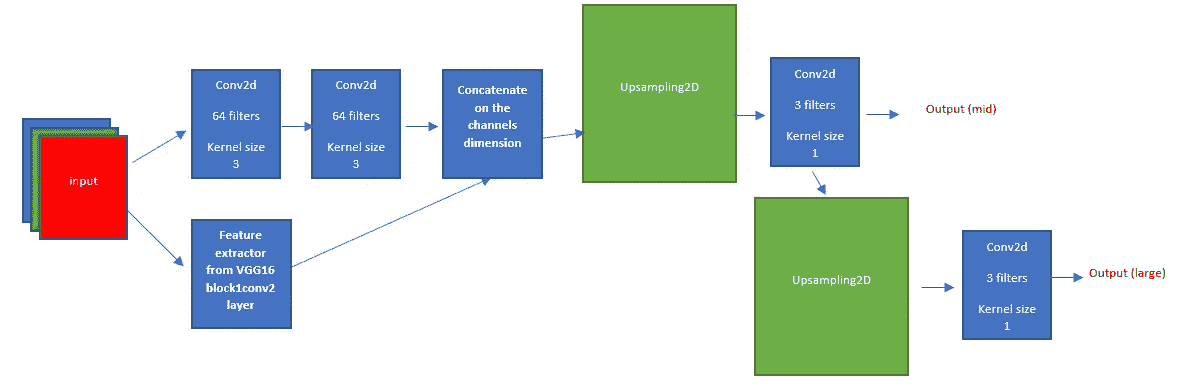 input
Conv2d
64 filters
Kernel size
3
Conv2d
64 filters
Kernel size
3
Feature
extractor
from VGG16
block1conv2
layer
Concatenate
on the
channels
dimension
Upsampling2D
Conv2d
3 filters
Kernel size
1
Output (mid)
Upsampling2D
Conv2d
3 filters
Kernel size
1
Output (large)